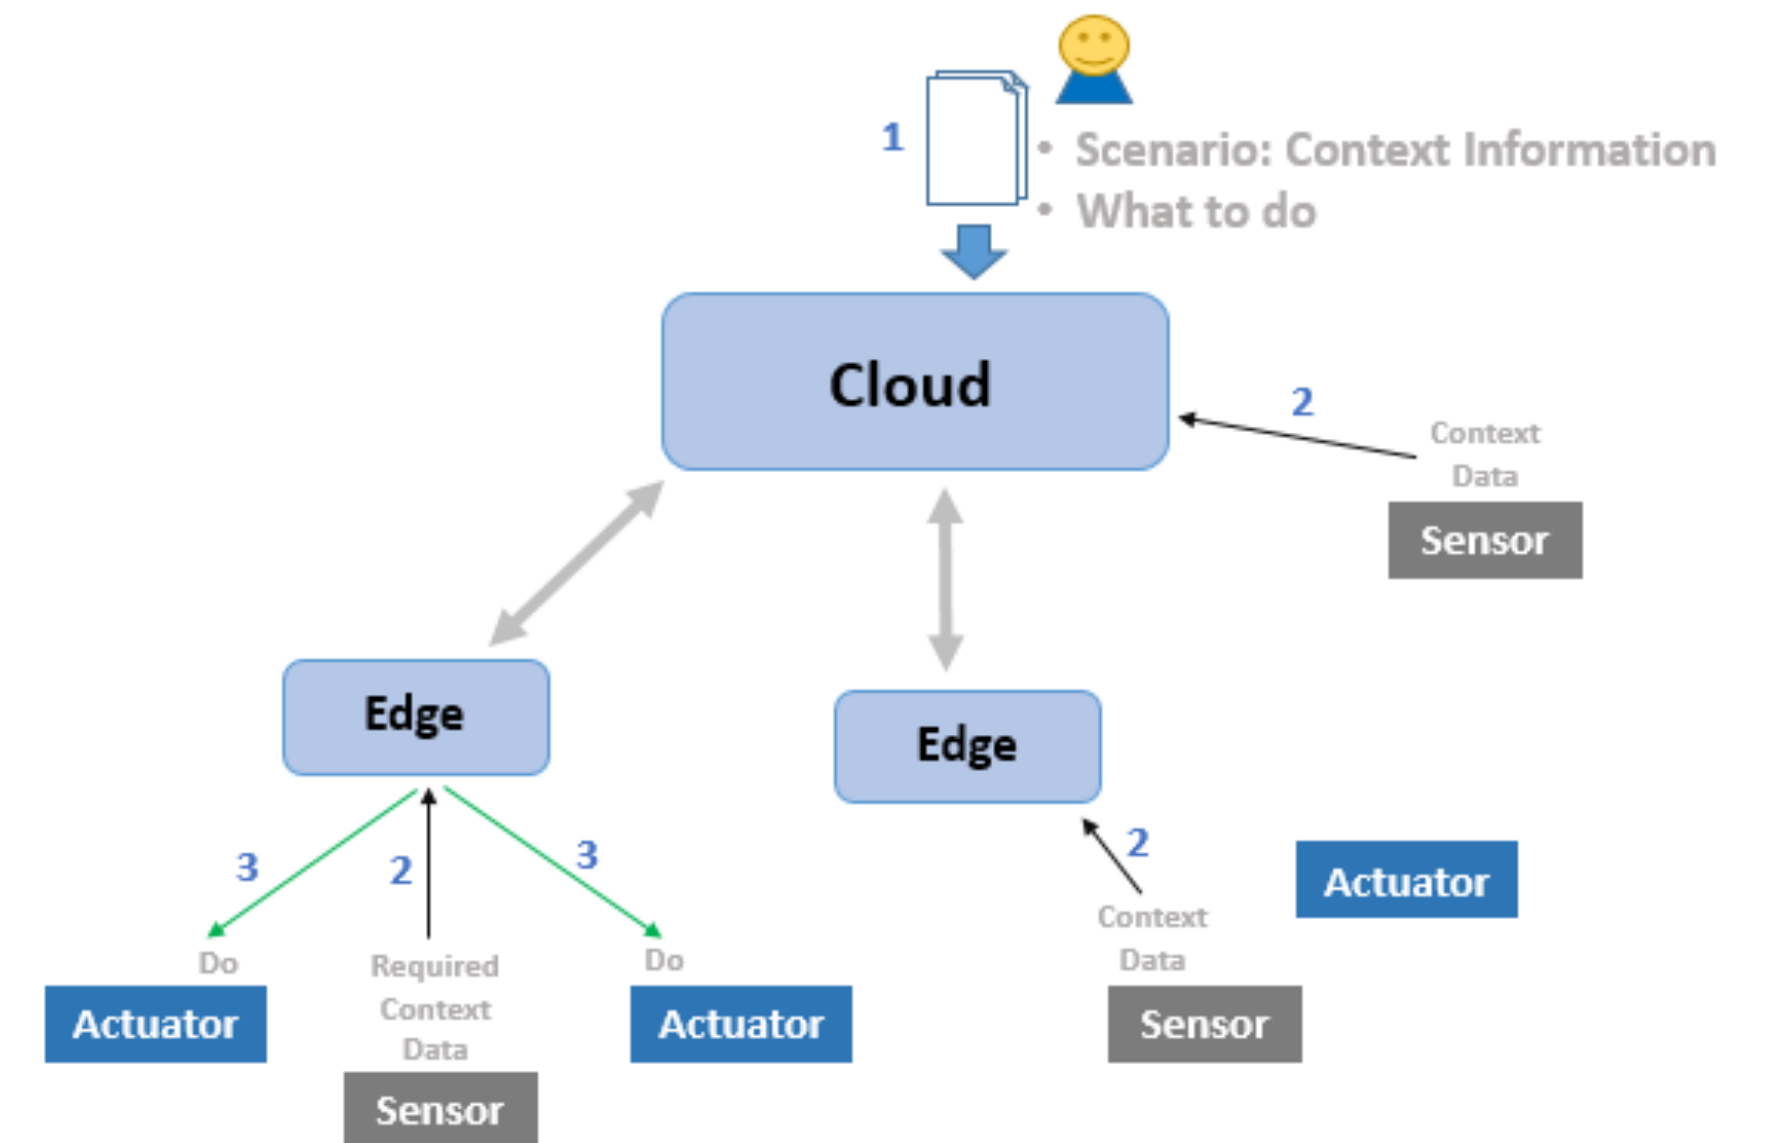 1
• Scenario: Context Information
• What to do
Cloud
2
Context
Data
Sensor
Edge
Edge
3
2
3
2
Do
Required
Context
Data
Do
Context
Data
Actuator
Actuator
Sensor
Actuator
Sensor